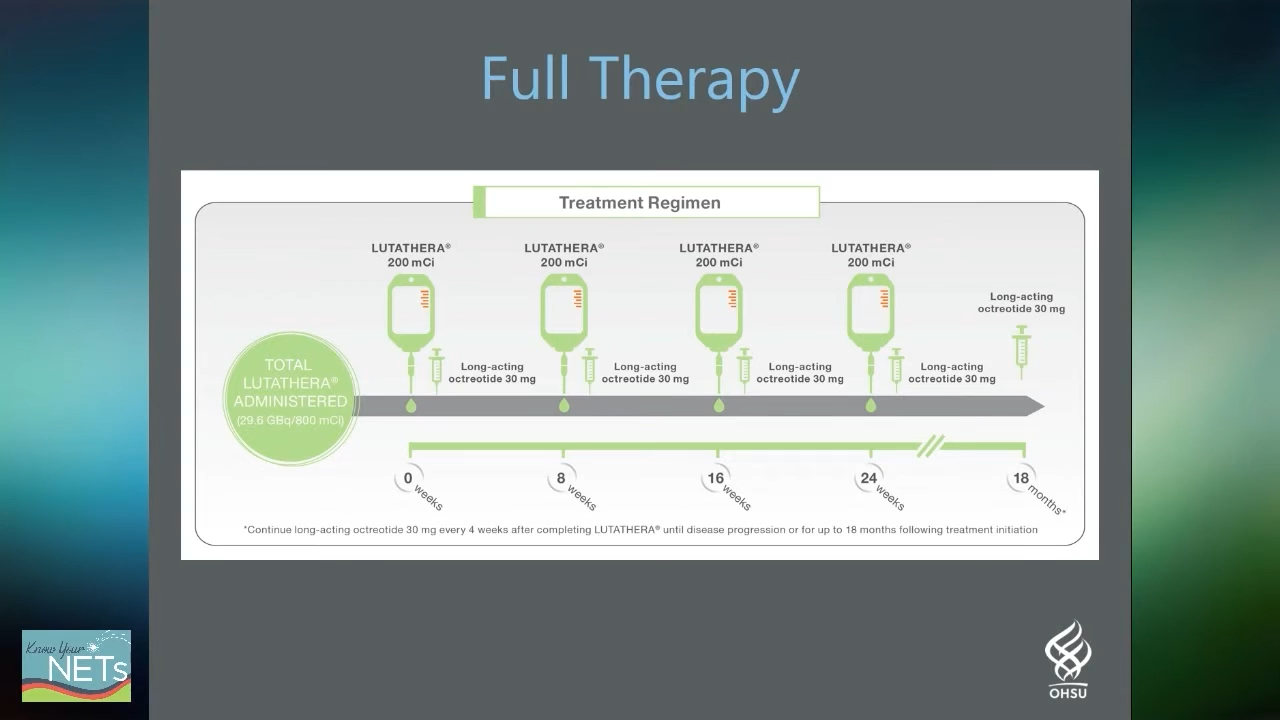 Full Therapy
Treatment Regimen
LUTATHERA®
200 mCi
LUTATHERA®
200 mCi
LUTATHERA®
200 mCi
LUTATHERA®
200 mCi
Long-acting
octreotide 30 mg
TOTAL
LUTATHERA®
ADMINISTERED
(29.6 GBq/800 mCi)
Long-acting
octreotide 30 mg
Long-acting
octreotide 30 mg
Long-acting
octreotide 30 mg
Long-acting
octreotide 30 mg
0 weeks
8 weeks
16 weeks
24 weeks
18 months*
*Continue long-acting octreotide 30 mg every 4 weeks after completing LUTATHERA® until disease progression or for up to 18 months following treatment initiation
Know Your
NETs
OHSU